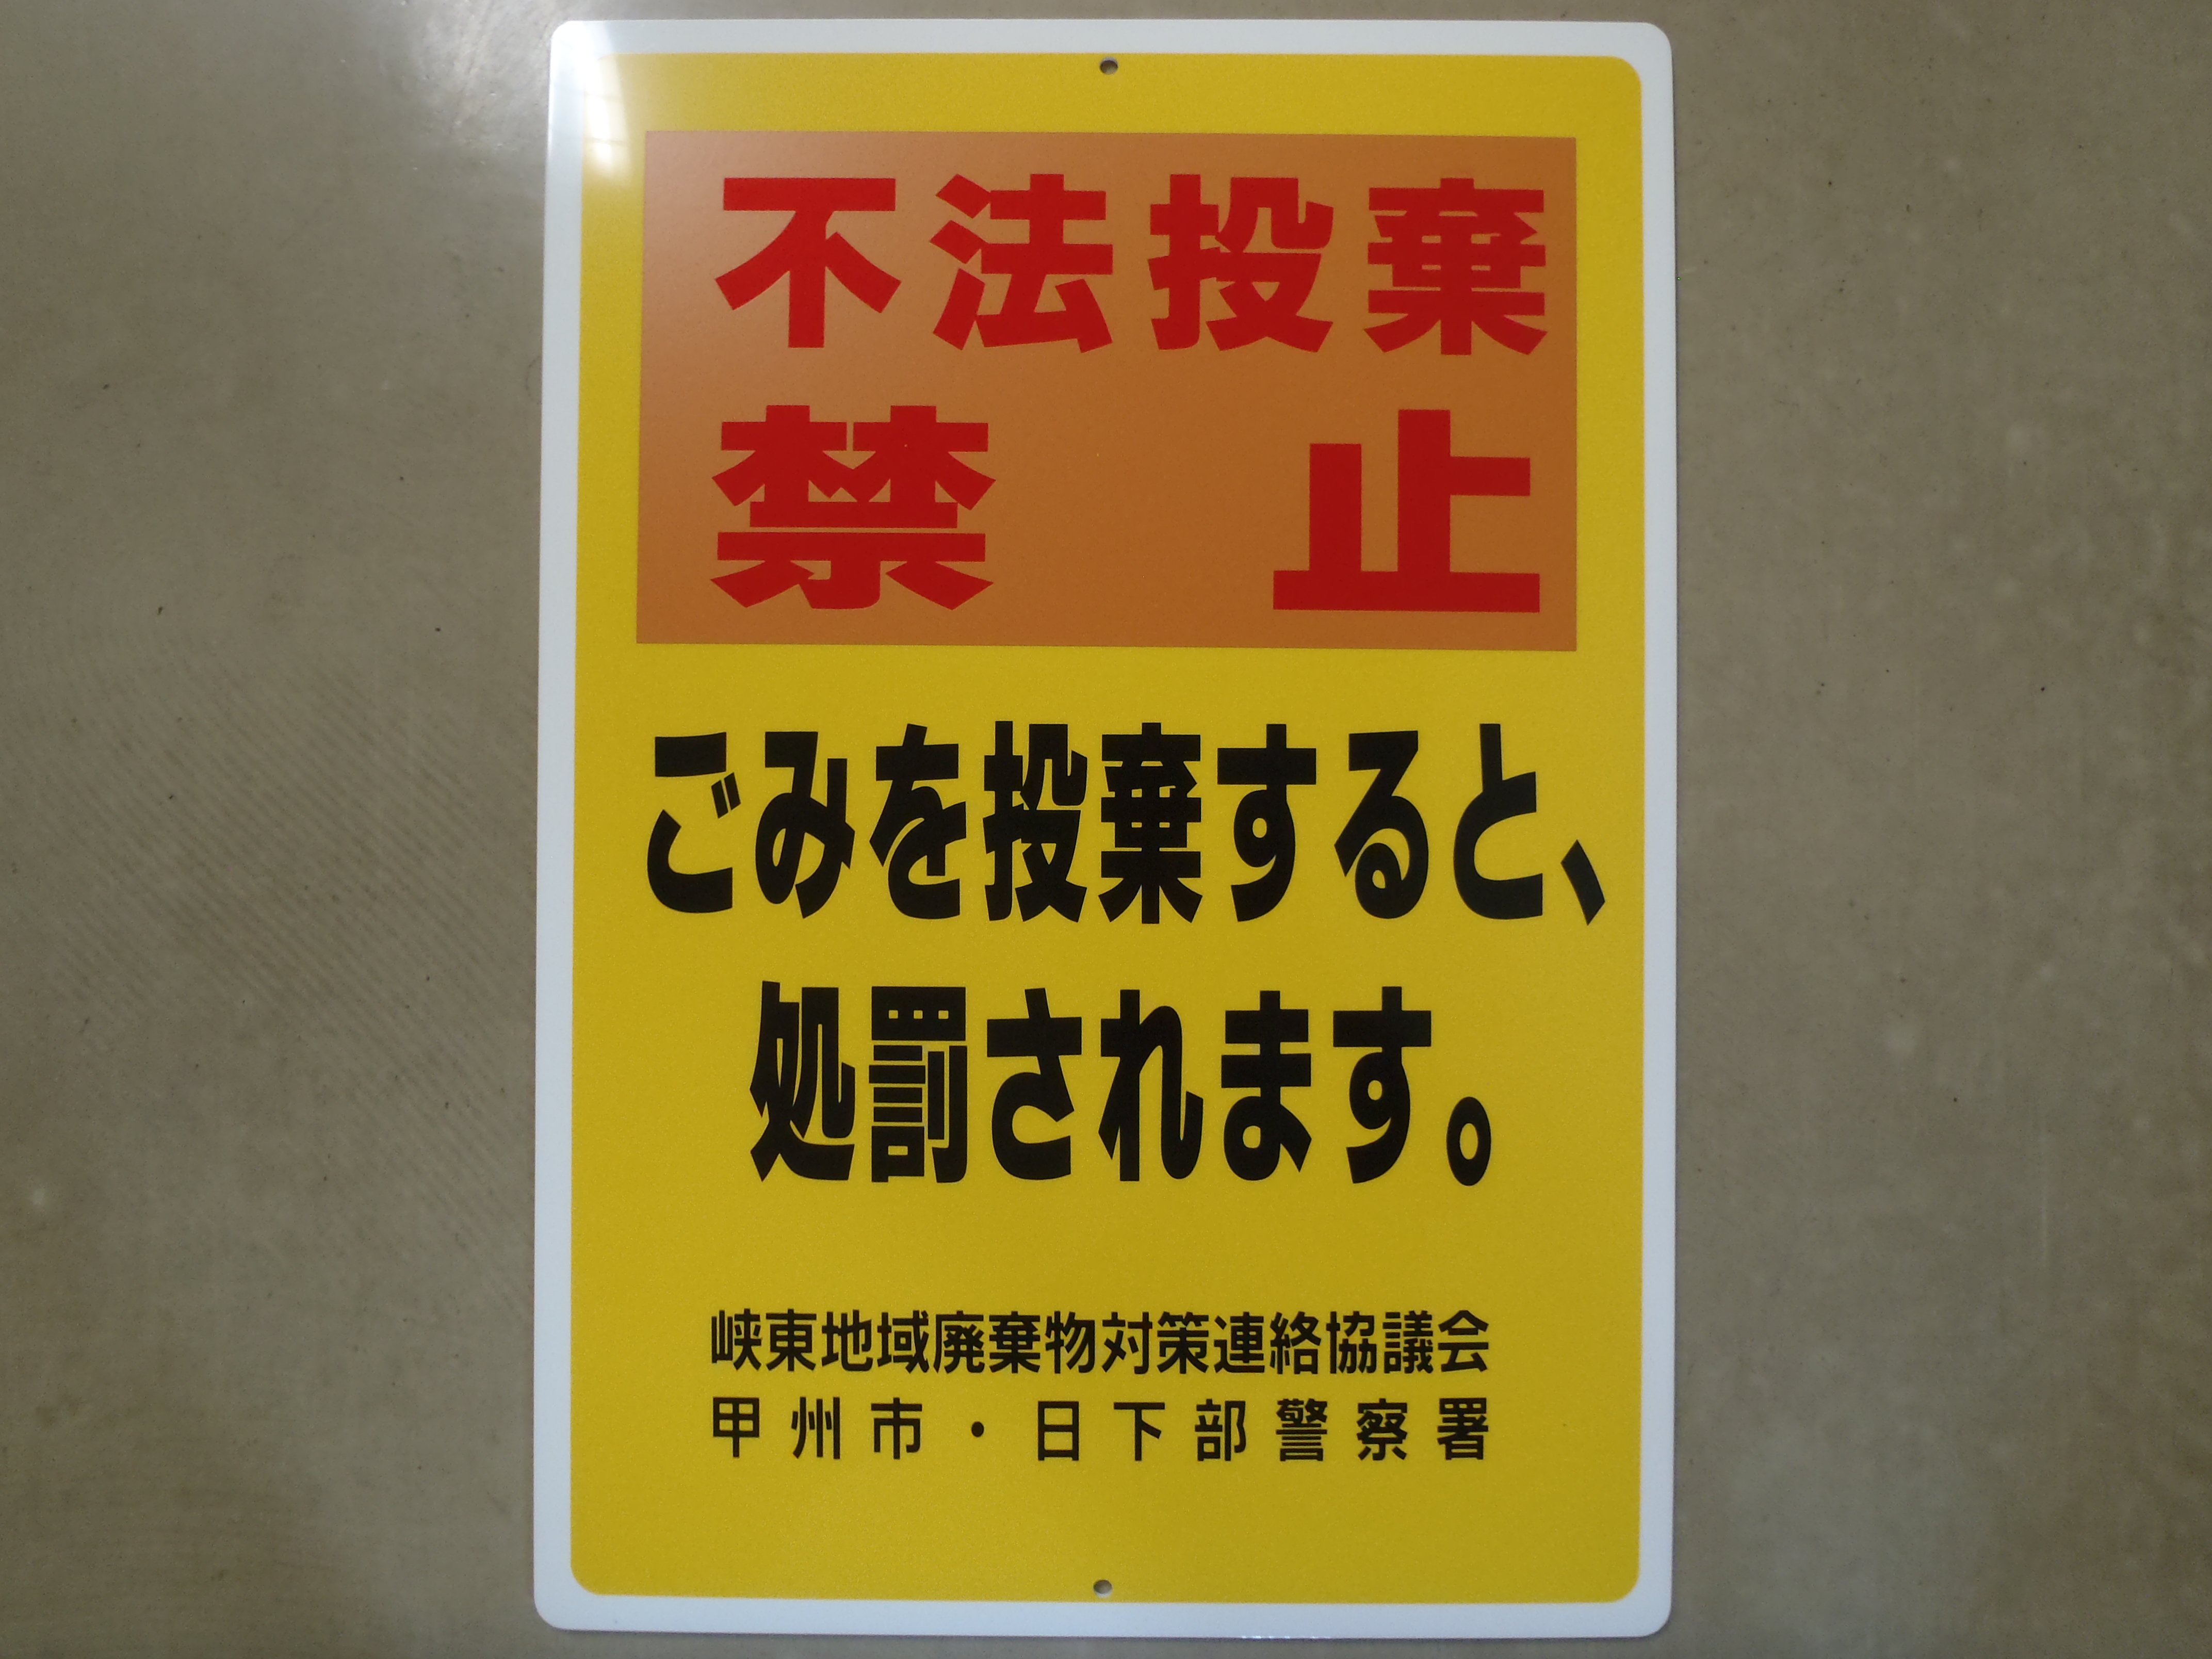 不法投棄
禁止
ごみを投棄すると、
処罰されます。
峡東地域廃棄物対策連絡協議会
甲州市・日下部警察署